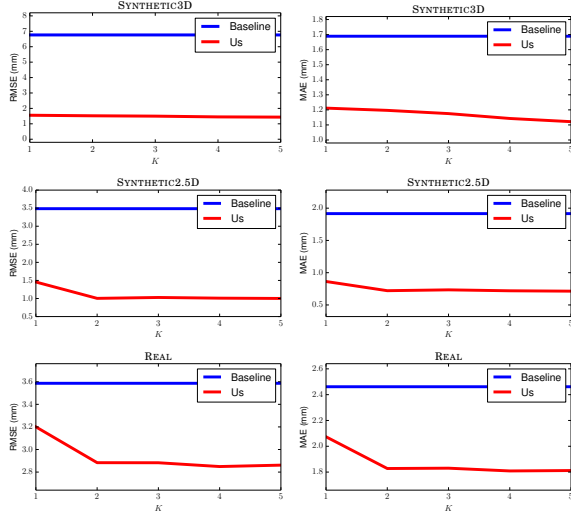 SYNTHETIC3D
8
7
6
5
4
3
2
1
0
RMSE (mm)
Baseline
Us
1 2 3 4 5
K
SYNTHETIC3D
1.8
1.7
1.6
1.5
1.4
1.3
1.2
1.1
1.0
MAE (mm)
Baseline
Us
1 2 3 4 5
K
SYNTHETIC2.5D
4.0
3.5
3.0
2.5
2.0
1.5
1.0
0.5
RMSE (mm)
Baseline
Us
1 2 3 4 5
K
SYNTHETIC2.5D
2.0
1.5
1.0
0.5
MAE (mm)
Baseline
Us
1 2 3 4 5
K
REAL
3.6
3.2
2.8
RMSE (mm)
Baseline
Us
1 2 3 4 5
K
REAL
2.6
2.4
2.2
2.0
1.8
MAE (mm)
Baseline
Us
1 2 3 4 5
K